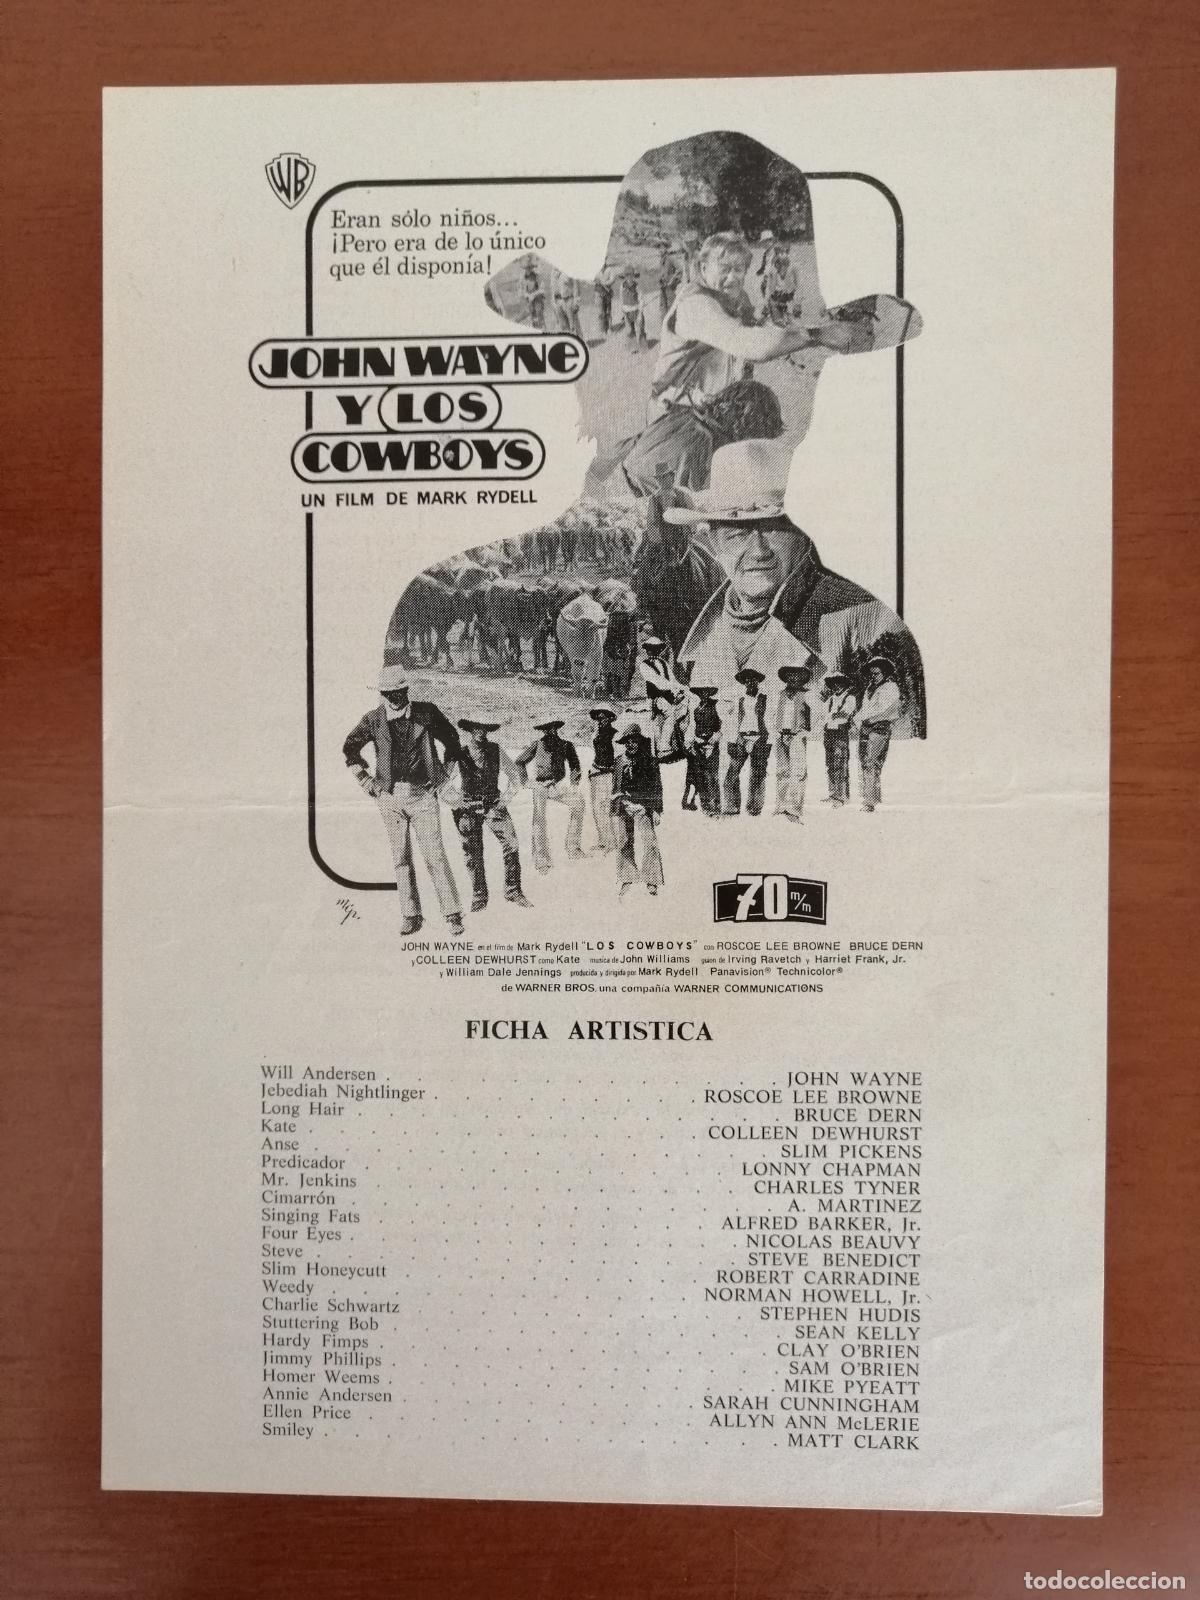 WB
Eran sólo niños...
¡Pero era de lo único
que él disponía!
JOHN WAYNE
Y LOS
COWBOYS
UN FILM DE MARK RYDELL
70 m/m
JOHN WAYNE en el film de Mark Rydell "LOS COWBOYS" con ROSCOE LEE BROWNE BRUCE DERN
y COLLEEN DEWHURST como Kate musica de John Williams guion de Irving Ravetch y Harriet Frank, Jr.
y William Dale Jennings producida y dirigida por Mark Rydell Panavision® Technicolor®
de WARNER BROS. una compañía WARNER COMMUNICATIONS
FICHA ARTISTICA
Will Andersen . . . . . . . . . . . JOHN WAYNE
Jebediah Nightlinger . . . . . . . . ROSCOE LEE BROWNE
Long Hair . . . . . . . . . . . BRUCE DERN
Kate . . . . . . . . . . . COLLEEN DEWHURST
Anse . . . . . . . . . . . SLIM PICKENS
Predicador . . . . . . . . . . LONNY CHAPMAN
Mr. Jenkins . . . . . . . . . . CHARLES TYNER
Cimarrón . . . . . . . . . . . A. MARTINEZ
Singing Fats . . . . . . . . . . ALFRED BARKER, Jr.
Four Eyes . . . . . . . . . . NICOLAS BEAUVY
Steve . . . . . . . . . . . STEVE BENEDICT
Slim Honeycutt . . . . . . . . . ROBERT CARRADINE
Weedy . . . . . . . . . . NORMAN HOWELL, Jr.
Charlie Schwartz . . . . . . . . . STEPHEN HUDIS
Stuttering Bob . . . . . . . . . . SEAN KELLY
Hardy Fimps . . . . . . . . . . CLAY O'BRIEN
Jimmy Phillips . . . . . . . . . . SAM O'BRIEN
Homer Weems . . . . . . . . . . MIKE PYEATT
Annie Andersen . . . . . . . . . SARAH CUNNINGHAM
Ellen Price . . . . . . . . . . ALLYN ANN McLERIE
Smiley . . . . . . . . . . . MATT CLARK
todocoleccion